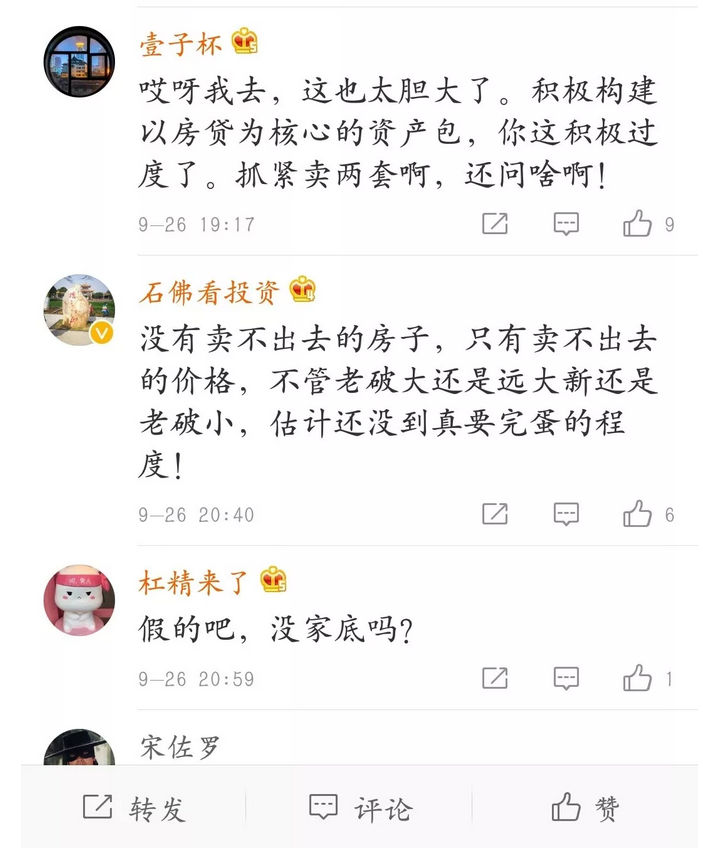 壹子杯
哎呀我去，这也太胆大了。积极构建
以房贷为核心的资产包，你这积极过
度了。抓紧卖两套啊，还问啥啊！
9-26 19:17
9
石佛看投资
没有卖不出去的房子，只有卖不出去
的价格，不管老破大还是远大新还是
老破小，估计还没到真要完蛋的程
度！
9-26 20:40
6
杠精来了
假的吧，没家底吗？
9-26 20:59
1
宋佐罗
转发
评论
赞